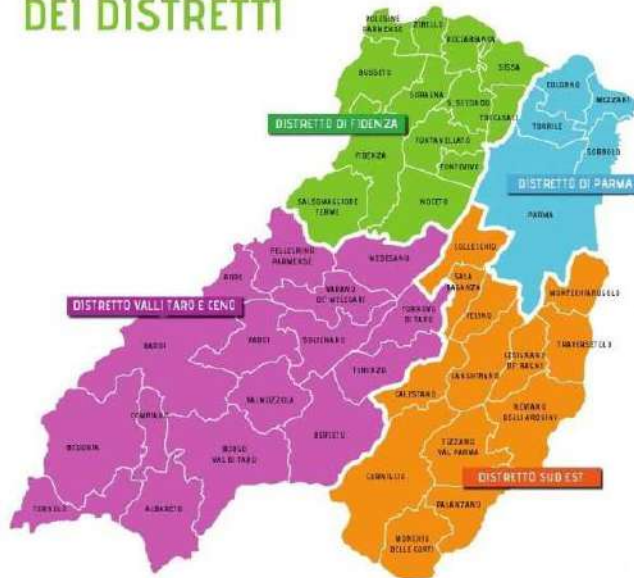 DEI DISTRETTI
POLESINE
PARMENSE
ZIBELLO
ROCCABIANCA
BUSSETO
SISSA
SORAGNA
S. SECONDO
TRECASALI
DISTRETTO DI FIDENZA
FONTANELLATO
FIDENZA
FONTEVIVO
SALSOMAGGIORE
TERME
NOCETO
COLORNO
MEZZANI
TORRILE
SORBOLO
DISTRETTO DI PARMA
PARMA
PELLEGRINO
PARMENSE
MEDESANO
BORE
VARANO
DE' MELEGARI
DISTRETTO VALLI TARO E CENO
FORNOVO
DI TARO
BARDI
VARSI
SOLIGNANO
TERENZO
VALMOZZOLA
COMPIANO
BERCETO
BEDONIA
BORGO
VAL DI TARO
TORNOLO
ALBARETO
COLLECCHIO
SALA
BAGANZA
MONTECHIARUGOLO
FELINO
TRAVERSETOLO
LESIGNANO
DE' BAGNI
LANGHIRANO
CALESTANO
NEVIANO
DEGLI ARDUINI
TIZZANO
VAL PARMA
CORNIGLIO
DISTRETTO SUD EST
PALANZANO
MONCHIO
DELLE CORTI